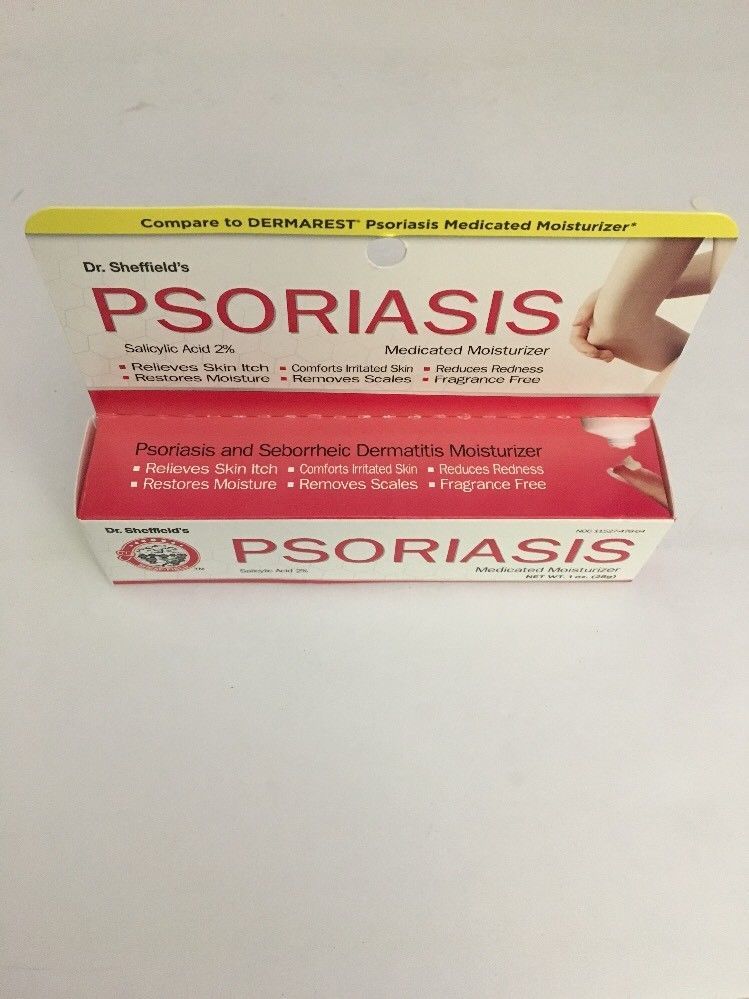 Compare to DERMAREST® Psoriasis Medicated Moisturizer*
Dr. Sheffield's
PSORIASIS
Salicylic Acid 2% Medicated Moisturizer
▪ Relieves Skin Itch ▪ Comforts Irritated Skin ▪ Reduces Redness
▪ Restores Moisture ▪ Removes Scales ▪ Fragrance Free
Psoriasis and Seborrheic Dermatitis Moisturizer
▪ Relieves Skin Itch ▪ Comforts Irritated Skin ▪ Reduces Redness
▪ Restores Moisture ▪ Removes Scales ▪ Fragrance Free
Dr. Sheffield's
PSORIASIS
Salicylic Acid 2% Medicated Moisturizer
NET WT. 1 oz. (28g)